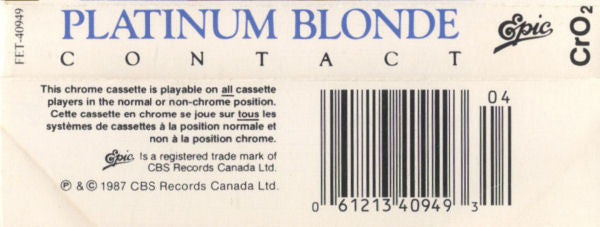 FET-40949
PLATINUM BLONDE
Epic
CrO₂
CONTACT
This chrome cassette is playable on all cassette
players in the normal or non-chrome position.
Cette cassette en chrome se joue sur tous les
systèmes de cassettes à la position normale et
non à la position chrome.
Epic Is a registered trade mark of
CBS Records Canada Ltd.
℗ & © 1987 CBS Records Canada Ltd.
04
0 61213 40949 3